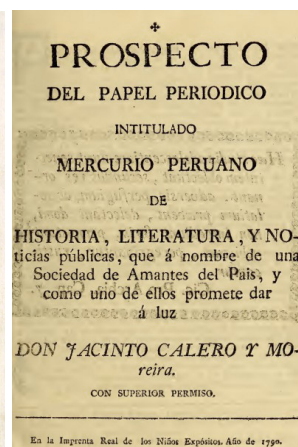 PROSPECTO
DEL PAPEL PERIODICO
INTITULADO
MERCURIO PERUANO
DE
HISTORIA, LITERATURA, Y NO-
ticias públicas, que á nombre de una
Sociedad de Amantes del Pais, y
como uno de ellos promete dar
á luz
DON JACINTO CALERO Y MO-
reira.
CON SUPERIOR PERMISO.
En la Imprenta Real de los Niños Expósitos. Año de 1790.